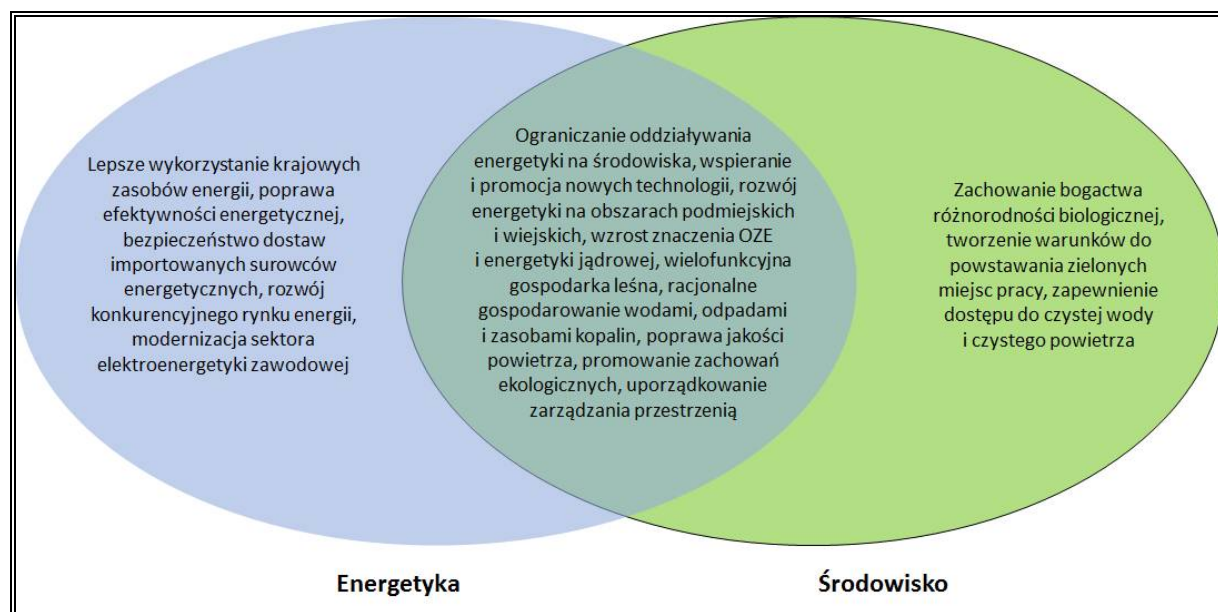 Lepsze wykorzystanie krajowych
zasobów energii, poprawa
efektywności energetycznej,
bezpieczeństwo dostaw
importowanych surowców
energetycznych, rozwój
konkurencyjnego rynku energii,
modernizacja sektora
elektroenergetyki zawodowej
Ograniczanie oddziaływania
energetyki na środowiska, wspieranie
i promocja nowych technologii, rozwój
energetyki na obszarach podmiejskich
i wiejskich, wzrost znaczenia OZE
i energetyki jądrowej, wielofunkcyjna
gospodarka leśna, racjonalne
gospodarowanie wodami, odpadami
i zasobami kopalin, poprawa jakości
powietrza, promowanie zachowań
ekologicznych, uporządkowanie
zarządzania przestrzenią
Zachowanie bogactwa
różnorodności biologicznej,
tworzenie warunków do
powstawania zielonych
miejsc pracy, zapewnienie
dostępu do czystej wody
i czystego powietrza
Energetyka
Środowisko